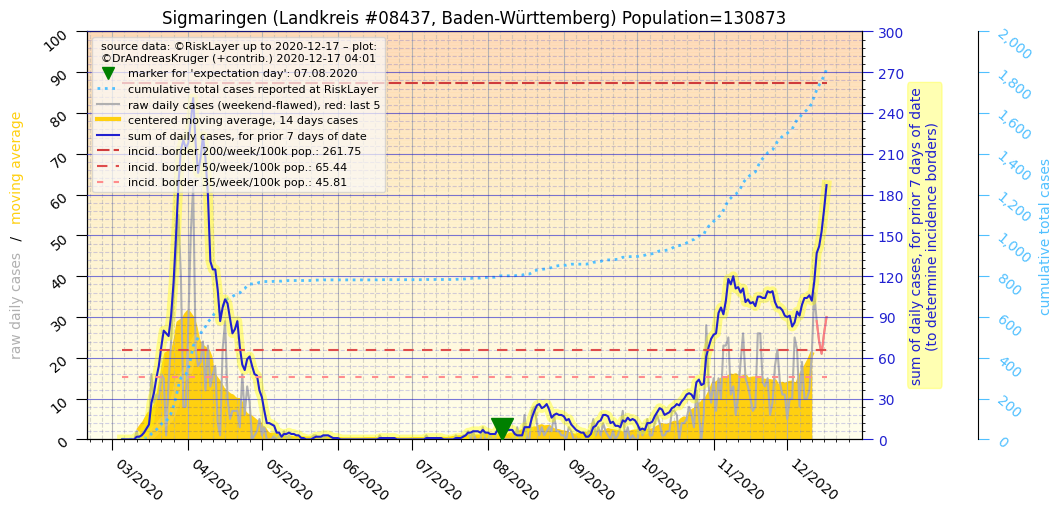 Sigmaringen (Landkreis #08437, Baden-Württemberg) Population=130873
source data: ©RiskLayer up to 2020-12-17 – plot:
©DrAndreasKruger (+contrib.) 2020-12-17 04:01
marker for 'expectation day': 07.08.2020
cumulative total cases reported at RiskLayer
raw daily cases (weekend-flawed), red: last 5
centered moving average, 14 days cases
sum of daily cases, for prior 7 days of date
incid. border 200/week/100k pop.: 261.75
incid. border 50/week/100k pop.: 65.44
incid. border 35/week/100k pop.: 45.81
raw daily cases / moving average
100
90
80
70
60
50
40
30
20
10
0
03/2020
04/2020
05/2020
06/2020
07/2020
08/2020
09/2020
10/2020
11/2020
12/2020
300
270
240
210
180
150
120
90
60
30
0
sum of daily cases, for prior 7 days of date
(to determine incidence borders)
2,000
1,800
1,600
1,400
1,200
1,000
800
600
400
200
0
cumulative total cases